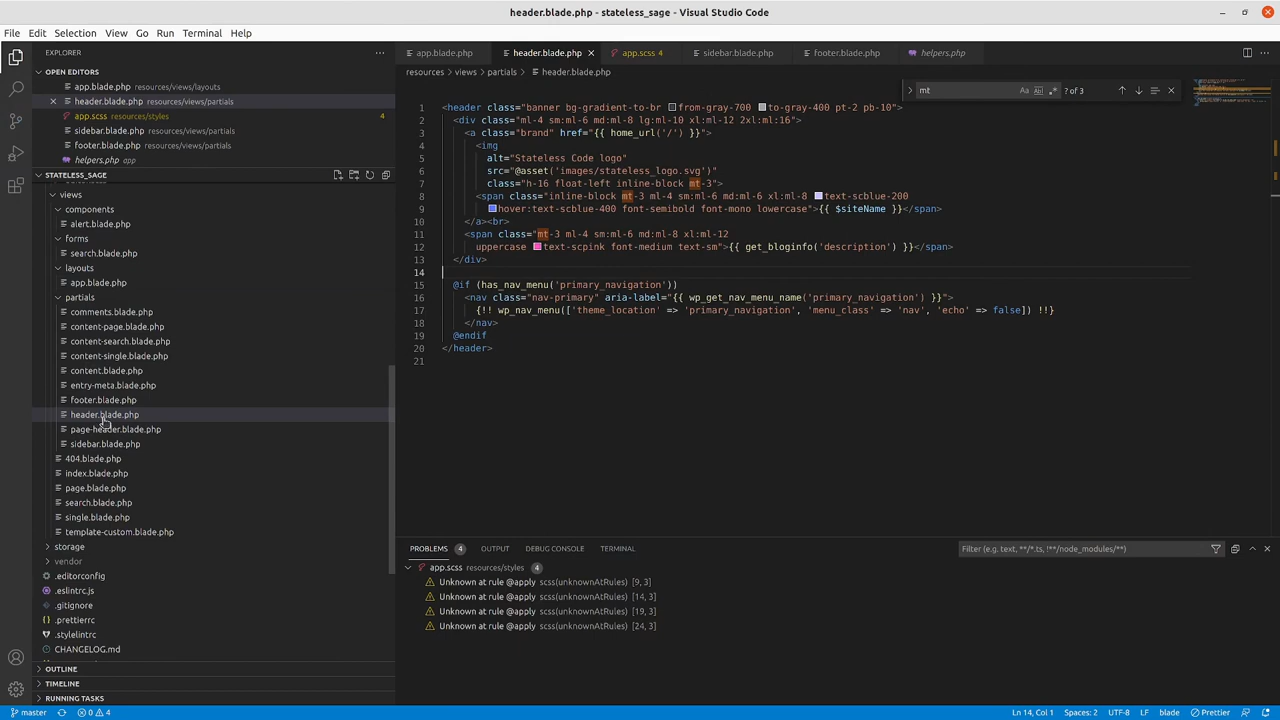 header.blade.php - stateless_sage - Visual Studio Code
File Edit Selection View Go Run Terminal Help
EXPLORER
OPEN EDITORS
app.blade.php resources/views/layouts
header.blade.php resources/views/partials
app.scss resources/styles 4
sidebar.blade.php resources/views/partials
footer.blade.php resources/views/partials
helpers.php app
STATELESS_SAGE
views
components
alert.blade.php
forms
search.blade.php
layouts
app.blade.php
partials
comments.blade.php
content-page.blade.php
content-search.blade.php
content-single.blade.php
content.blade.php
entry-meta.blade.php
footer.blade.php
header.blade.php
page-header.blade.php
sidebar.blade.php
404.blade.php
index.blade.php
page.blade.php
search.blade.php
single.blade.php
template-custom.blade.php
storage
vendor
.editorconfig
.eslintrc.js
.gitignore
.prettierrc
.stylelintrc
CHANGELOG.md
OUTLINE
TIMELINE
RUNNING TASKS
app.blade.php header.blade.php app.scss 4 sidebar.blade.php footer.blade.php helpers.php
resources > views > partials > header.blade.php
mt Aa Ab| .* ? of 3
1 <header class="banner bg-gradient-to-br from-gray-700 to-gray-400 pt-2 pb-10">
2 <div class="ml-4 sm:ml-6 md:ml-8 lg:ml-10 xl:ml-12 2xl:ml-16">
3 <a class="brand" href="{{ home_url('/') }}">
4 <img
5 alt="Stateless Code logo"
6 src="@asset('images/stateless_logo.svg')"
7 class="h-16 float-left inline-block mt-3">
8 <span class="inline-block mt-3 ml-4 sm:ml-6 md:ml-6 xl:ml-8 text-scblue-200
9 hover:text-scblue-400 font-semibold font-mono lowercase">{{ $siteName }}</span>
10 </a><br>
11 <span class="mt-3 ml-4 sm:ml-6 md:ml-8 xl:ml-12
12 uppercase text-scpink font-medium text-sm">{{ get_bloginfo('description') }}</span>
13 </div>
14
15 @if (has_nav_menu('primary_navigation'))
16 <nav class="nav-primary" aria-label="{{ wp_get_nav_menu_name('primary_navigation') }}">
17 {!! wp_nav_menu(['theme_location' => 'primary_navigation', 'menu_class' => 'nav', 'echo' => false]) !!}
18 </nav>
19 @endif
20 </header>
21
PROBLEMS 4 OUTPUT DEBUG CONSOLE TERMINAL
Filter (e.g. text, **/*.ts, !**/node_modules/**)
app.scss resources/styles 4
Unknown at rule @apply scss(unknownAtRules) [9, 3]
Unknown at rule @apply scss(unknownAtRules) [14, 3]
Unknown at rule @apply scss(unknownAtRules) [19, 3]
Unknown at rule @apply scss(unknownAtRules) [24, 3]
master 0 4 Ln 14, Col 1 Spaces: 2 UTF-8 LF blade Prettier